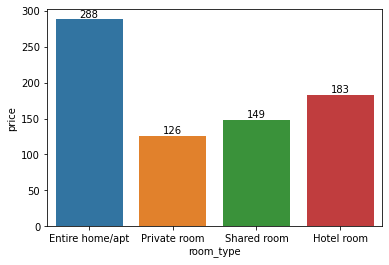 300
250
200
150
100
50
0
price
288
126
149
183
Entire home/apt
Private room
Shared room
Hotel room
room_type